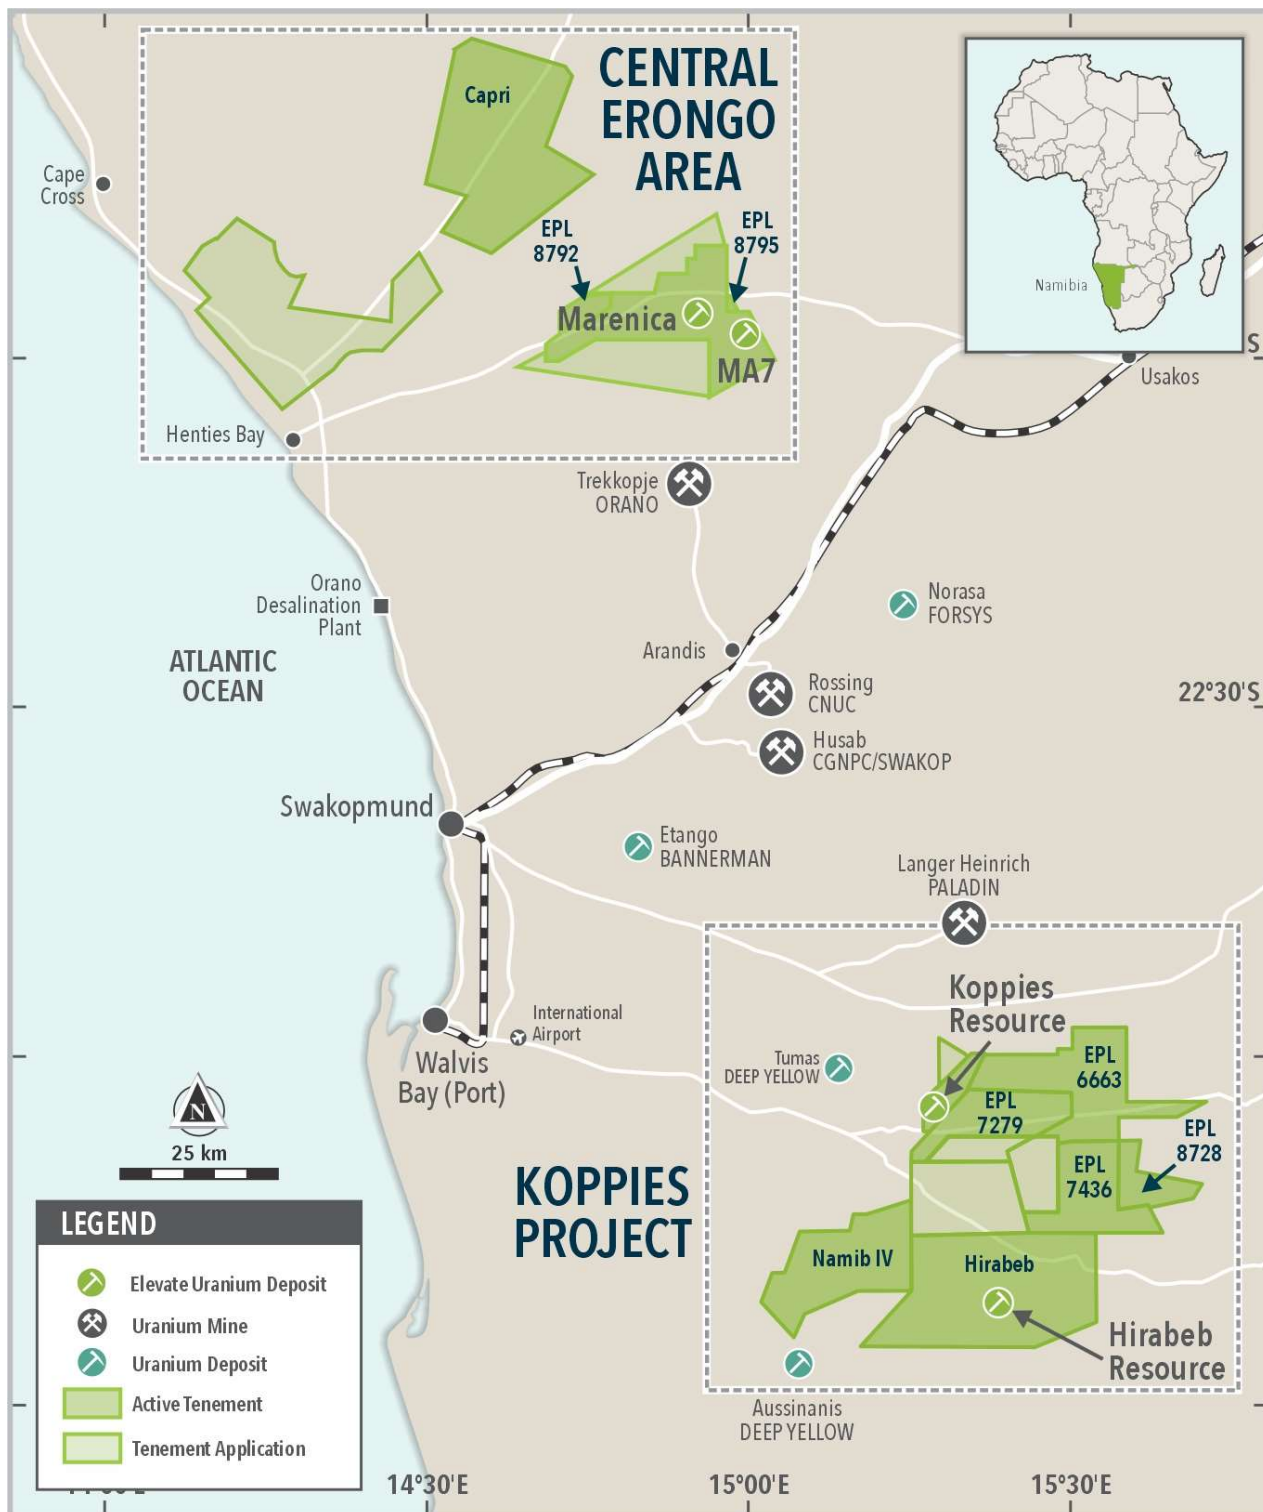 CENTRAL
ERONGO
AREA
Capri
Cape
Cross
EPL
8792
EPL
8795
Marenica
MA7
Henties Bay
Namibia
S
Usakos
Trekkopje
ORANO
Orano
Desalination
Plant
Norasa
FORSYS
ATLANTIC
OCEAN
Arandis
Rossing
CNUC
22°30'S
Husab
CGNPC/SWAKOP
Swakopmund
Etango
BANNERMAN
Langer Heinrich
PALADIN
Koppies
Resource
International
Airport
Walvis
Bay (Port)
Tumas
DEEP YELLOW
EPL
6663
EPL
7279
EPL
8728
EPL
7436
N
25 km
KOPPIES
PROJECT
Namib IV
Hirabeb
Hirabeb
Resource
Aussinanis
DEEP YELLOW
LEGEND
Elevate Uranium Deposit
Uranium Mine
Uranium Deposit
Active Tenement
Tenement Application
14°30'E
15°00'E
15°30'E